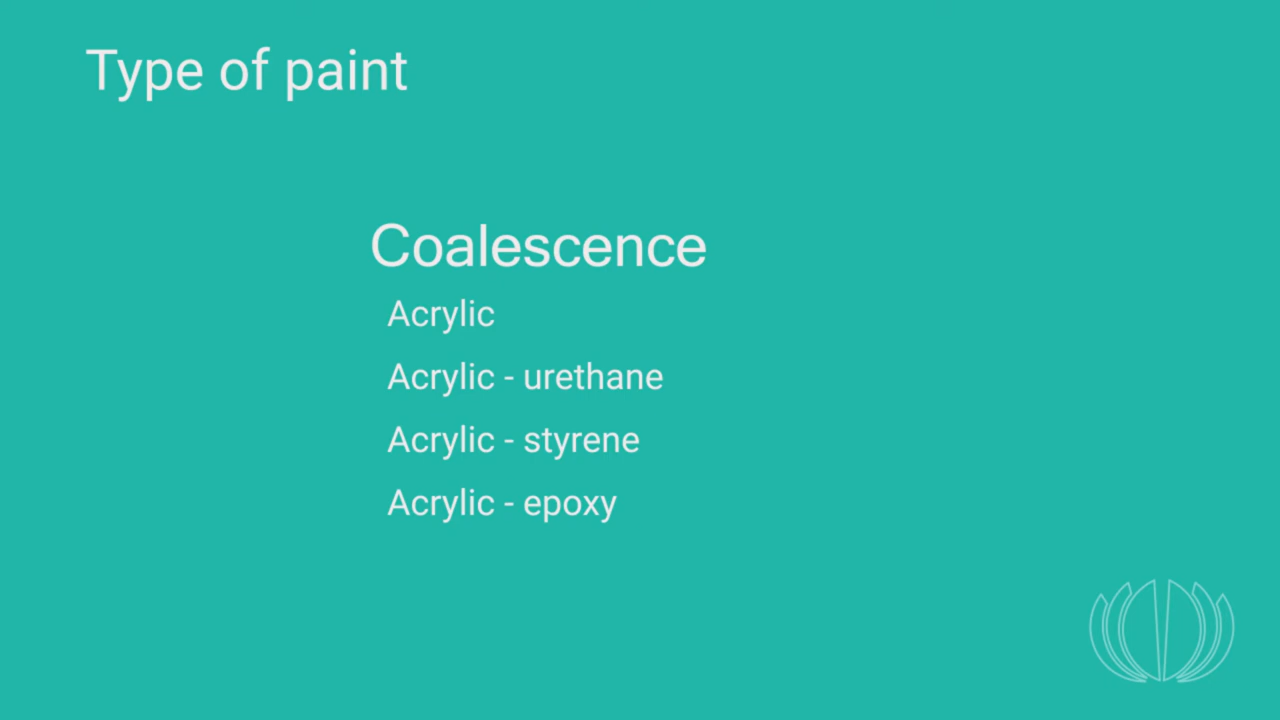 Type of paint
Coalescence
Acrylic
Acrylic - urethane
Acrylic - styrene
Acrylic - epoxy